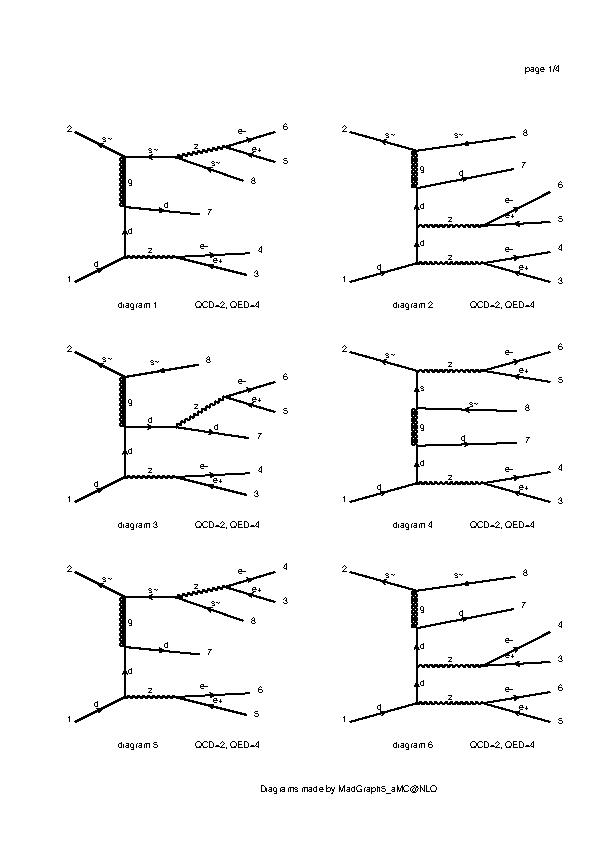 page 1/4
2 s~ s~ z e- 6
e+ 5
s~ 8
g
d 7
d
1 d z e- 4
e+ 3
diagram 1 QCD=2, QED=4
2 s~ s~ 8
g
d 7
d
z e- 6
e+ 5
d
1 d z e- 4
e+ 3
diagram 2 QCD=2, QED=4
2 s~ s~ 8
g
d z e- 6
e+ 5
d 7
d
1 d z e- 4
e+ 3
diagram 3 QCD=2, QED=4
2 s~ z e- 6
e+ 5
s
s~ 8
g
d 7
d
1 d z e- 4
e+ 3
diagram 4 QCD=2, QED=4
2 s~ s~ z e- 4
e+ 3
s~ 8
g
d 7
d
1 d z e- 6
e+ 5
diagram 5 QCD=2, QED=4
2 s~ s~ 8
g
d 7
d
z e- 4
e+ 3
d
1 d z e- 6
e+ 5
diagram 6 QCD=2, QED=4
Diagrams made by MadGraph5_aMC@NLO